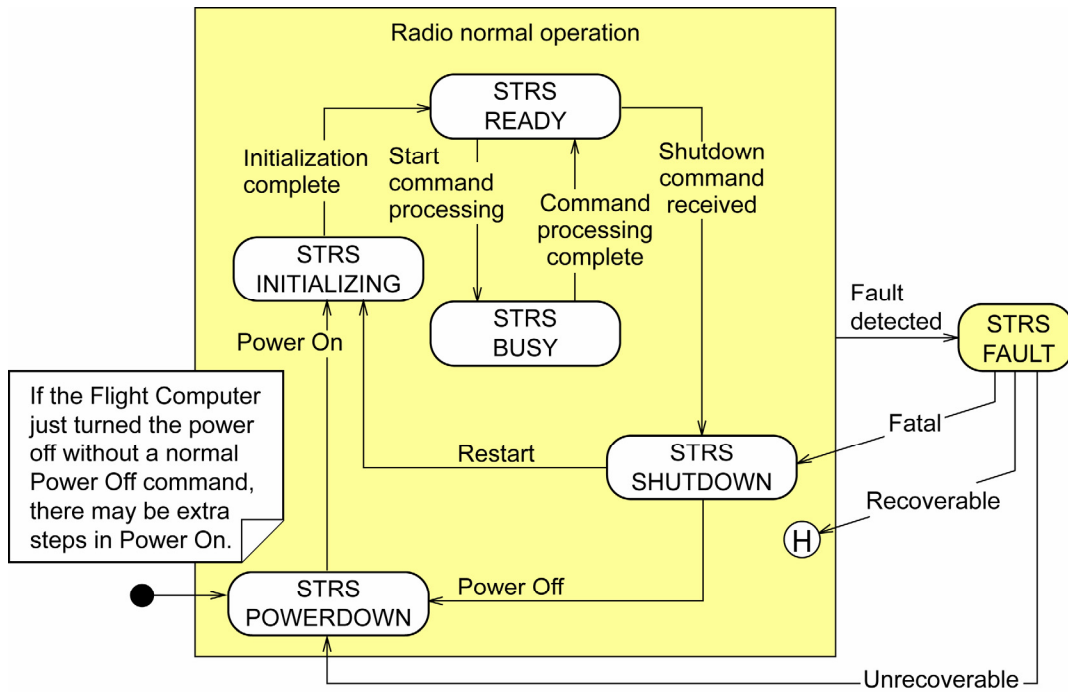 Radio normal operation
STRS
READY
Initialization
complete
Start
command
processing
Command
processing
complete
Shutdown
command
received
STRS
INITIALIZING
STRS
BUSY
Power On
Fault
detected
STRS
FAULT
If the Flight Computer
just turned the power
off without a normal
Power Off command,
there may be extra
steps in Power On.
Restart
STRS
SHUTDOWN
Fatal
Recoverable
H
STRS
POWERDOWN
Power Off
Unrecoverable